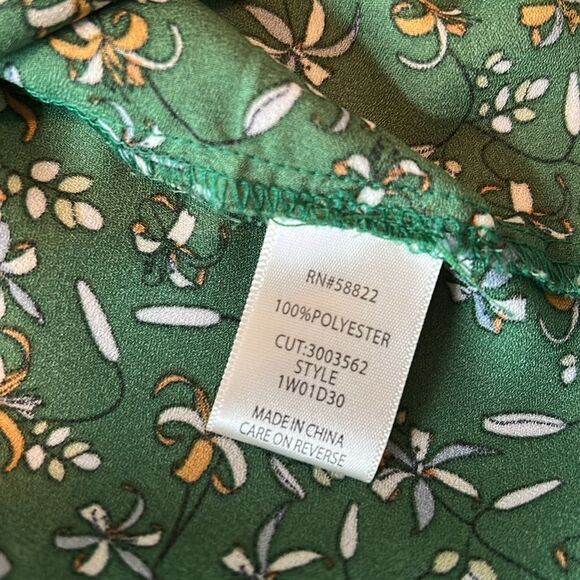 RN#58822
100%POLYESTER
CUT:3003562
STYLE
1W01D30
MADE IN CHINA
CARE ON REVERSE